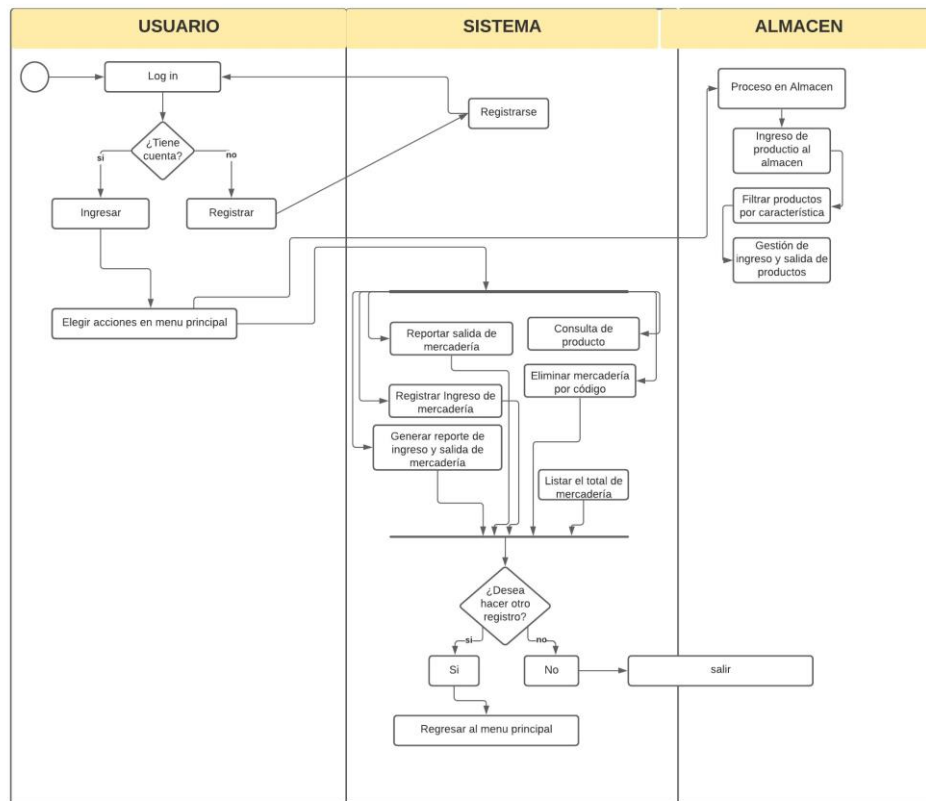 USUARIO
SISTEMA
ALMACEN
Log in
¿Tiene
cuenta?
si
no
Ingresar
Registrar
Elegir acciones en menu principal
Registrarse
Reportar salida de
mercadería
Consulta de
producto
Eliminar mercadería
por código
Registrar Ingreso de
mercadería
Generar reporte de
ingreso y salida de
mercadería
Listar el total de
mercadería
¿Desea
hacer otro
registro?
si
no
Si
No
Regresar al menu principal
salir
Proceso en Almacen
Ingreso de
productio al
almacen
Filtrar productos
por característica
Gestión de
ingreso y salida de
productos